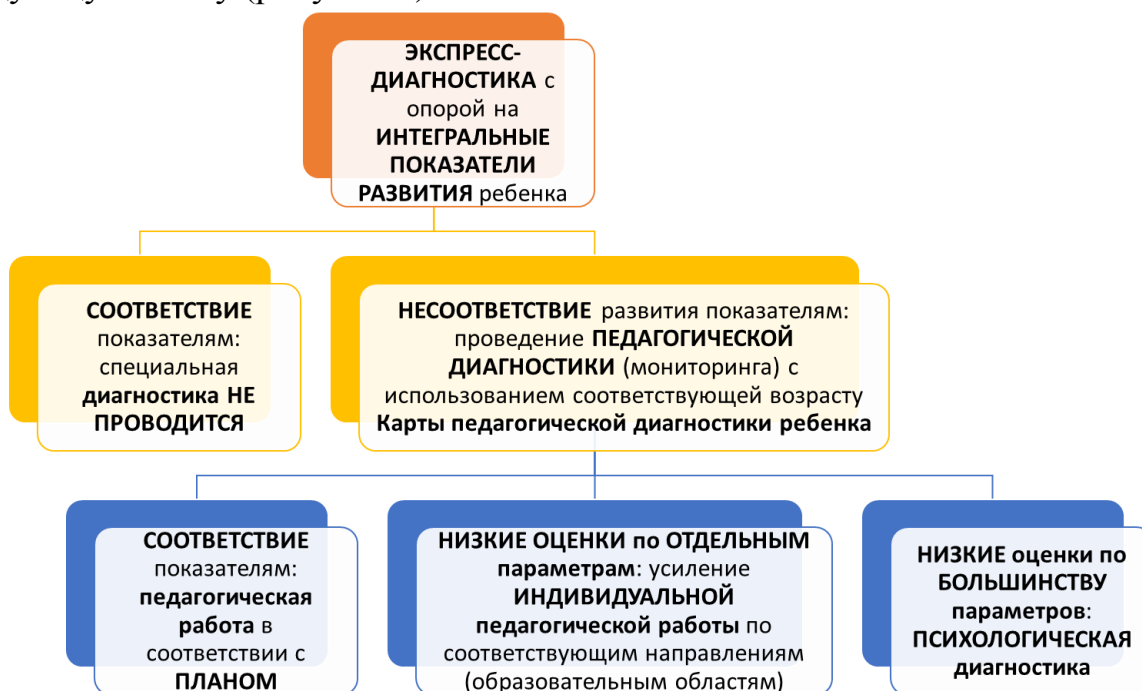 ЭКСПРЕСС-
ДИАГНОСТИКА с
опорой на
ИНТЕГРАЛЬНЫЕ
ПОКАЗАТЕЛИ
РАЗВИТИЯ ребенка
СООТВЕТСТВИЕ
показателям:
специальная
диагностика НЕ
ПРОВОДИТСЯ
НЕСООТВЕТСТВИЕ развития показателям:
проведение ПЕДАГОГИЧЕСКОЙ
ДИАГНОСТИКИ (мониторинга) с
использованием соответствующей возрасту
Карты педагогической диагностики ребенка
СООТВЕТСТВИЕ
показателям:
педагогическая
работа в
соответствии с
ПЛАНОМ
НИЗКИЕ ОЦЕНКИ по ОТДЕЛЬНЫМ
параметрам: усиление
ИНДИВИДУАЛЬНОЙ
педагогической работы по
соответствующим направлениям
(образовательным областям)
НИЗКИЕ оценки по
БОЛЬШИНСТВУ
параметров:
ПСИХОЛОГИЧЕСКАЯ
диагностика